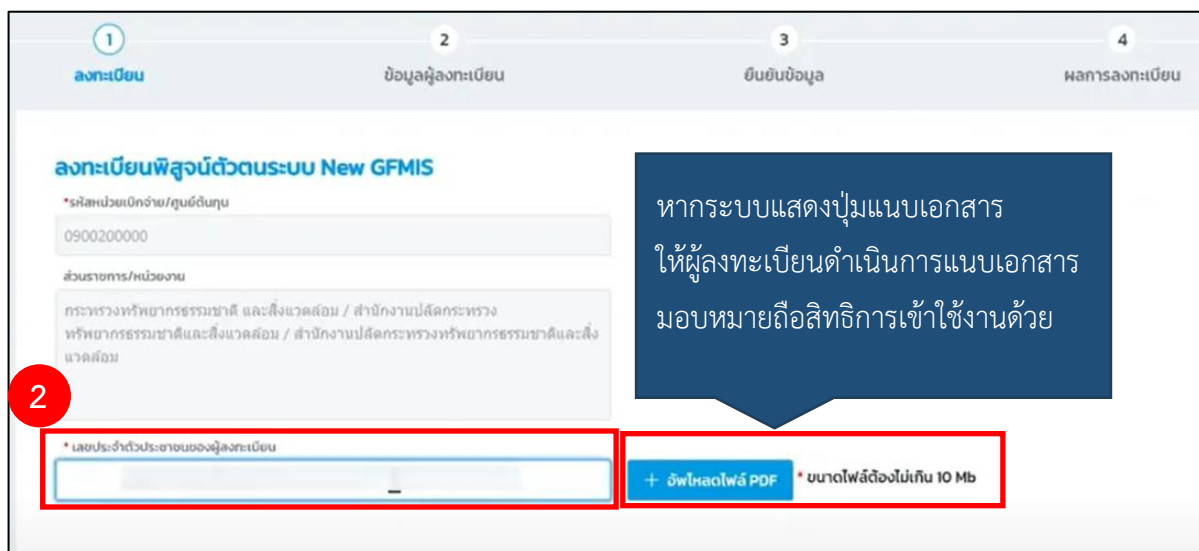 1
2
3
4
ลงทะเบียน
ข้อมูลผู้ลงทะเบียน
ยืนยันข้อมูล
ผลการลงทะเบียน
ลงทะเบียนพิสูจน์ตัวตนระบบ New GFMIS
*รหัสหน่วยเบิกจ่าย/ศูนย์ต้นทุน
0900200000
ส่วนราชการ/หน่วยงาน
กระทรวงทรัพยากรธรรมชาติ และสิ่งแวดล้อม / สำนักงานปลัดกระทรวง
ทรัพยากรธรรมชาติและสิ่งแวดล้อม / สำนักงานปลัดกระทรวงทรัพยากรธรรมชาติและสิ่ง
แวดล้อม
หากระบบแสดงปุ่มแนบเอกสาร
ให้ผู้ลงทะเบียนดำเนินการแนบเอกสาร
มอบหมายถือสิทธิการเข้าใช้งานด้วย
2
* เลขประจำตัวประชาชนของผู้ลงทะเบียน
+ อัพโหลดไฟล์ PDF * ขนาดไฟล์ต้องไม่เกิน 10 Mb